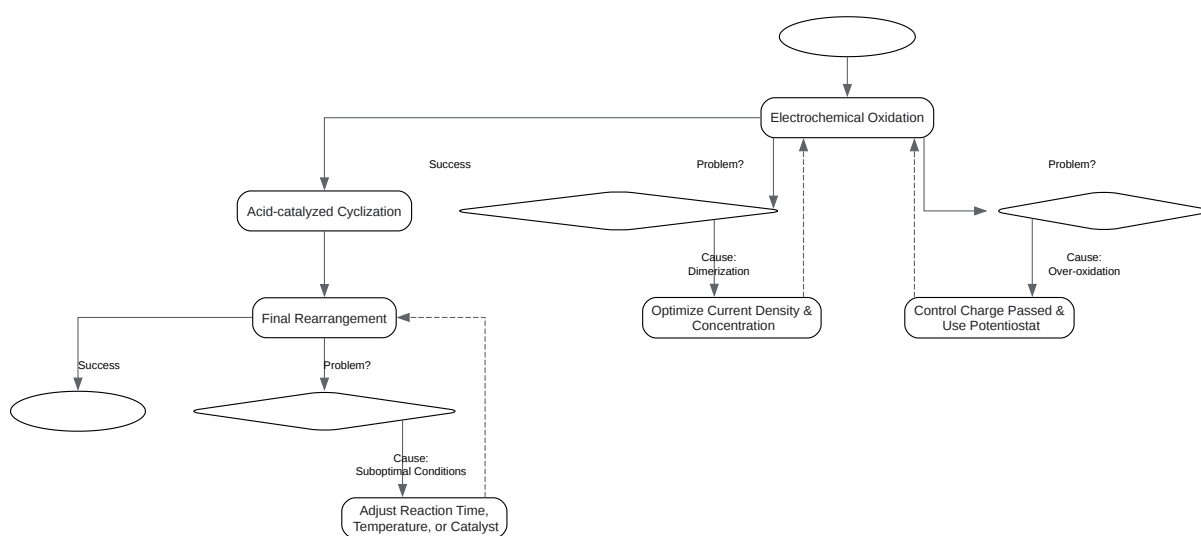 Electrochemical Oxidation
Success
Problem?
Problem?
Acid-catalyzed Cyclization
Cause:
Dimerization
Cause:
Over-oxidation
Optimize Current Density &
Concentration
Control Charge Passed &
Use Potentiostat
Final Rearrangement
Success
Problem?
Cause:
Suboptimal Conditions
Adjust Reaction Time,
Temperature, or Catalyst